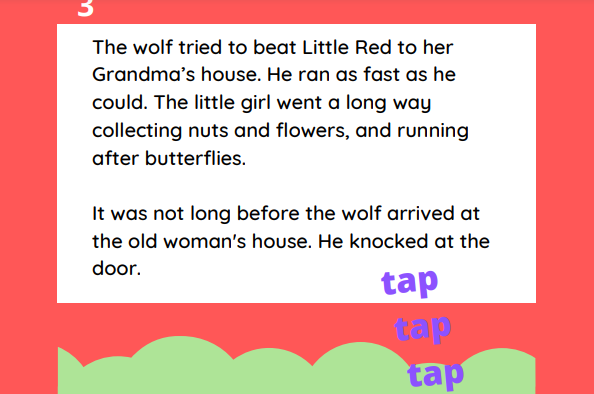 3
The wolf tried to beat Little Red to her
Grandma’s house. He ran as fast as he
could. The little girl went a long way
collecting nuts and flowers, and running
after butterflies.
It was not long before the wolf arrived at
the old woman's house. He knocked at the
door.
tap
tap
tap